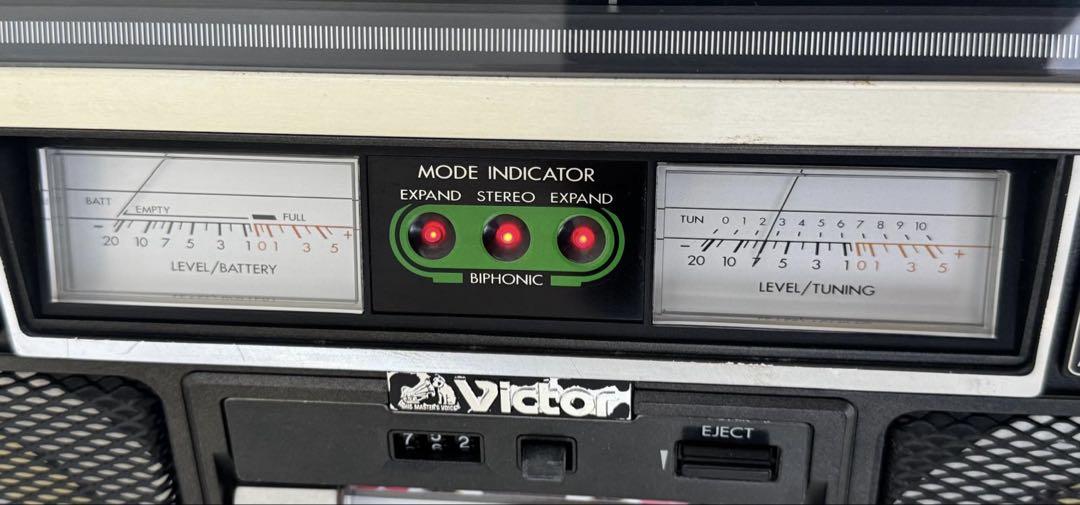 MODE INDICATOR
EXPAND STEREO EXPAND
BIPHONIC
BATT EMPTY FULL
- 20 10 7 5 3 1 0 1 3 5 +
LEVEL/BATTERY
TUN 0 1 2 3 4 5 6 7 8 9 10
- 20 10 7 5 3 1 0 1 3 5 +
LEVEL/TUNING
HIS MASTER'S VOICE
Victor
7 2
EJECT